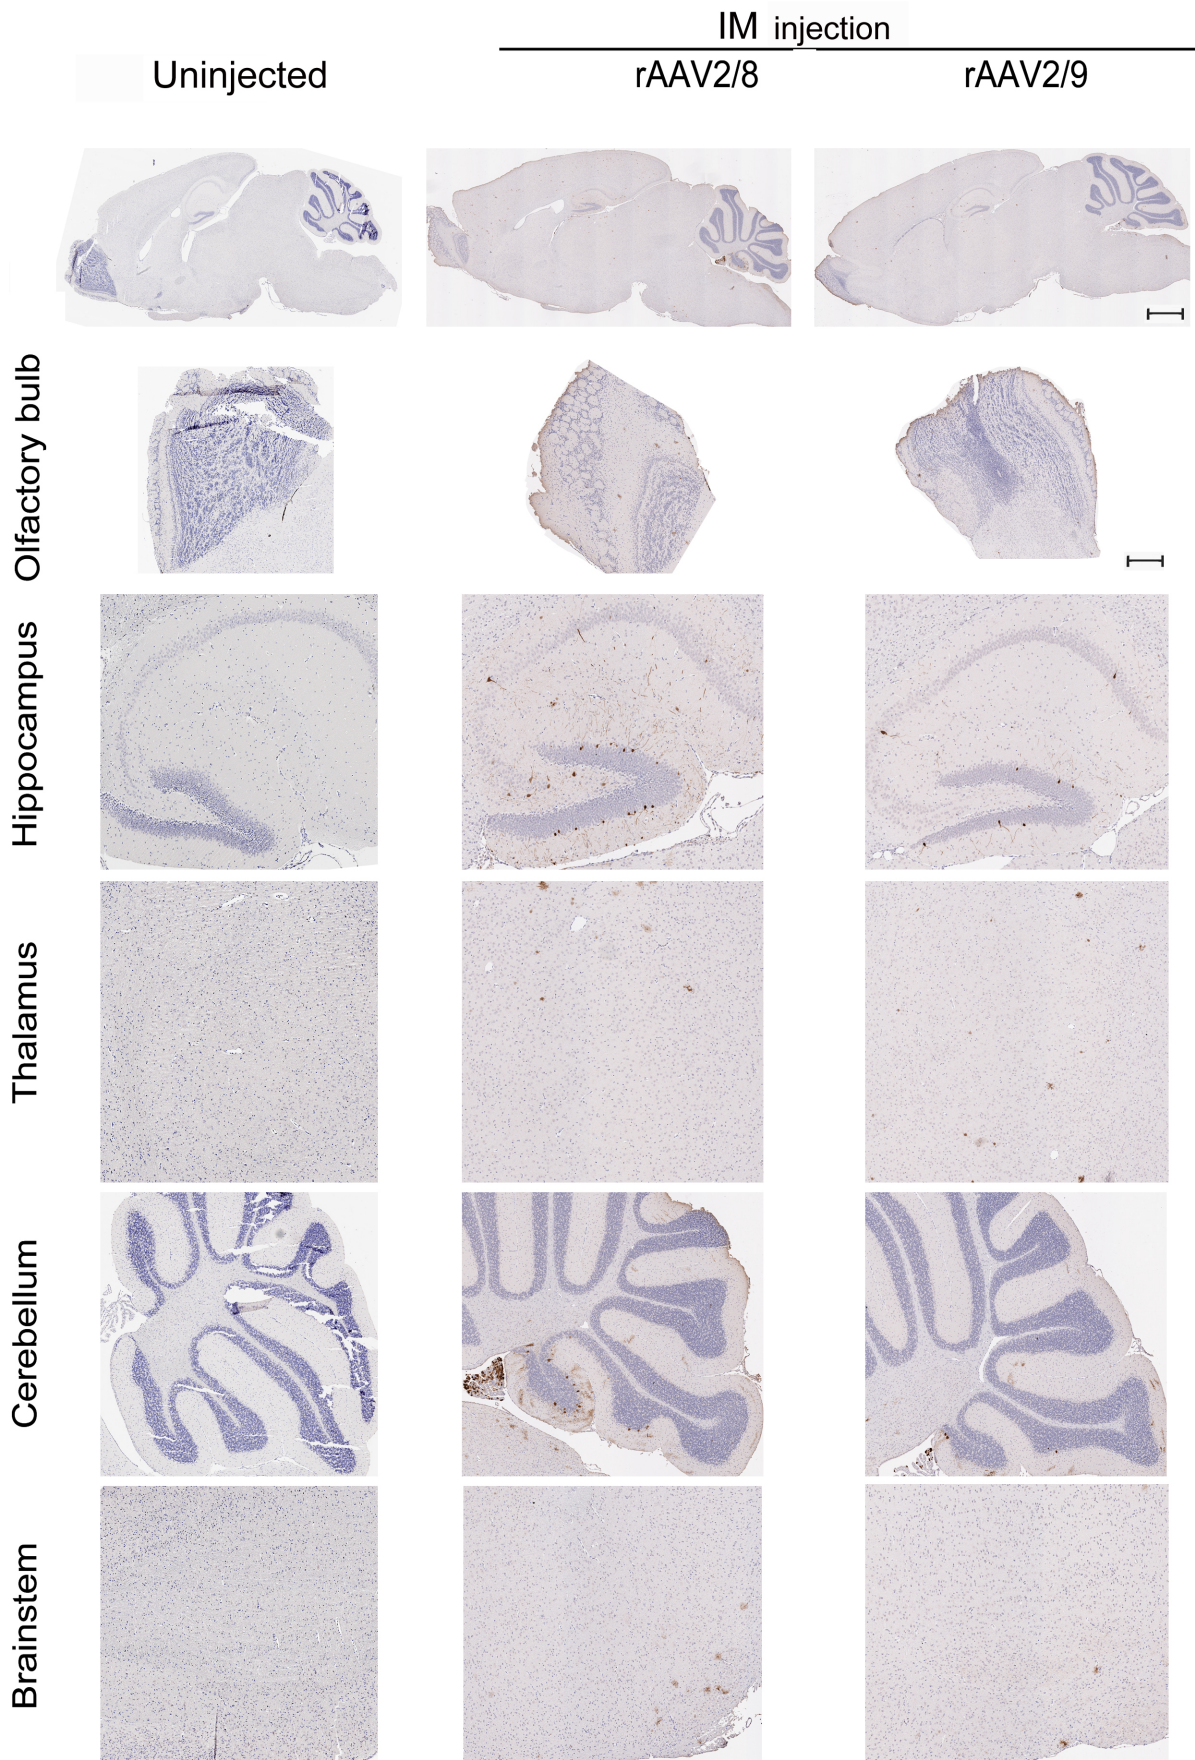 IM injection
Uninjected
rAAV2/8
rAAV2/9
Olfactory bulb
Hippocampus
Thalamus
Cerebellum
Brainstem